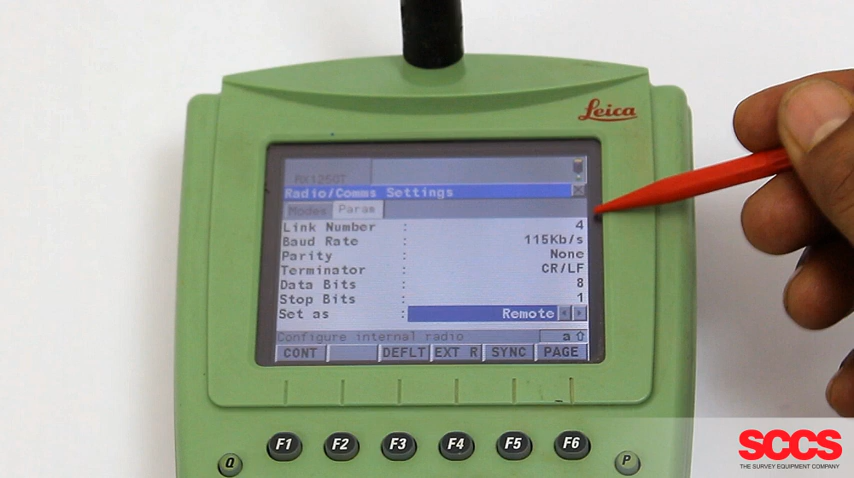 Leica
RX1250T
Radio/Comms Settings
Modes Param
Link Number : 4
Baud Rate : 115Kb/s
Parity : None
Terminator : CR/LF
Data Bits : 8
Stop Bits : 1
Set as : Remote
Configure internal radio a
CONT DEFLT EXT R SYNC PAGE
F1 F2 F3 F4 F5 F6
Q P
SCCS
THE SURVEY EQUIPMENT COMPANY